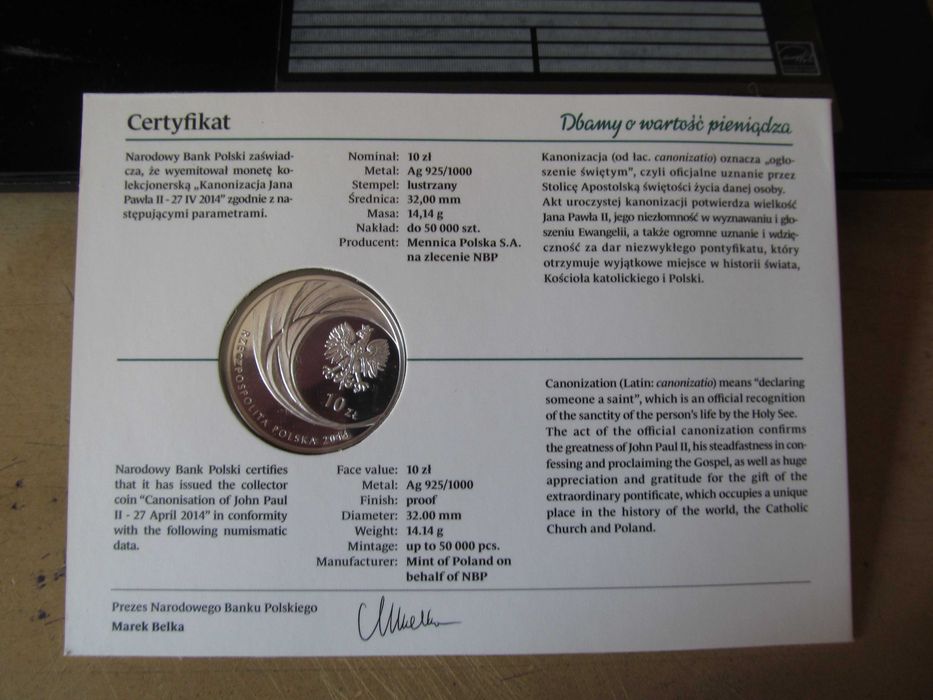 Certyfikat
Dbamy o wartość pieniądza
Narodowy Bank Polski zaświad-
cza, że wyemitował monetę ko-
lekcjonerską „Kanonizacja Jana
Pawła II - 27 IV 2014” zgodnie z na-
stępującymi parametrami.
Nominał: 10 zł
Metal: Ag 925/1000
Stempel: lustrzany
Średnica: 32,00 mm
Masa: 14,14 g
Nakład: do 50 000 szt.
Producent: Mennica Polska S.A.
na zlecenie NBP
Kanonizacja (od łac. canonizatio) oznacza „ogło-
szenie świętym”, czyli oficjalne uznanie przez
Stolicę Apostolską świętości życia danej osoby.
Akt uroczystej kanonizacji potwierdza wielkość
Jana Pawła II, jego niezłomność w wyznawaniu i gło-
szeniu Ewangelii, a także ogromne uznanie i wdzię-
czność za dar niezwykłego pontyfikatu, który
otrzymuje wyjątkowe miejsce w historii świata,
Kościoła katolickiego i Polski.
10 ZŁ
RZECZPOSPOLITA POLSKA 2014
Narodowy Bank Polski certifies
that it has issued the collector
coin “Canonisation of John Paul
II - 27 April 2014” in conformity
with the following numismatic
data.
Face value: 10 zł
Metal: Ag 925/1000
Finish: proof
Diameter: 32.00 mm
Weight: 14.14 g
Mintage: up to 50 000 pcs.
Manufacturer: Mint of Poland on
behalf of NBP
Canonization (Latin: canonizatio) means “declaring
someone a saint”, which is an official recognition
of the sanctity of the person’s life by the Holy See.
The act of the official canonization confirms
the greatness of John Paul II, his steadfastness in con-
fessing and proclaiming the Gospel, as well as huge
appreciation and gratitude for the gift of the
extraordinary pontificate, which occupies a unique
place in the history of the world, the Catholic
Church and Poland.
Prezes Narodowego Banku Polskiego
Marek Belka